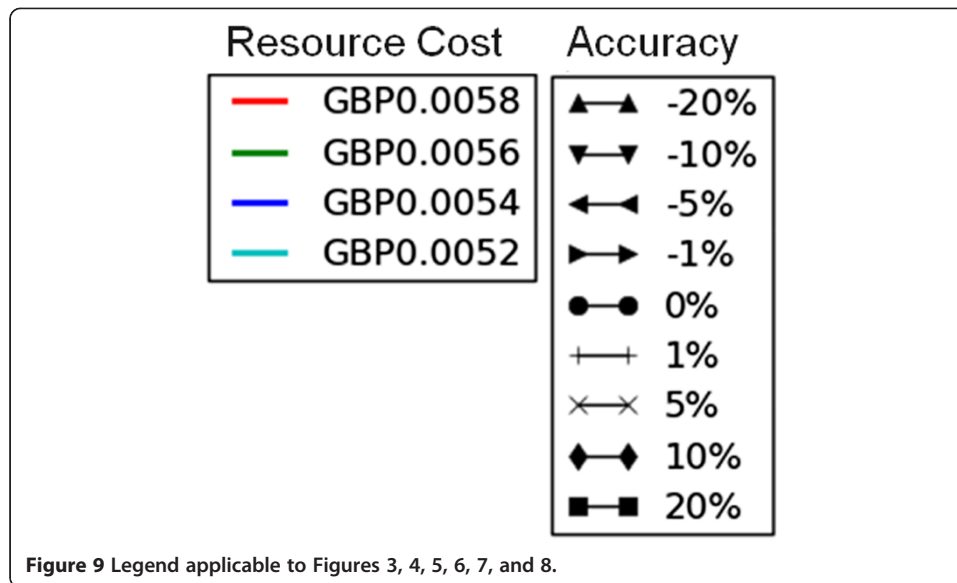 Resource Cost
GBP0.0058
GBP0.0056
GBP0.0054
GBP0.0052
Accuracy
-20%
-10%
-5%
-1%
0%
1%
5%
10%
20%
Figure 9 Legend applicable to Figures 3, 4, 5, 6, 7, and 8.